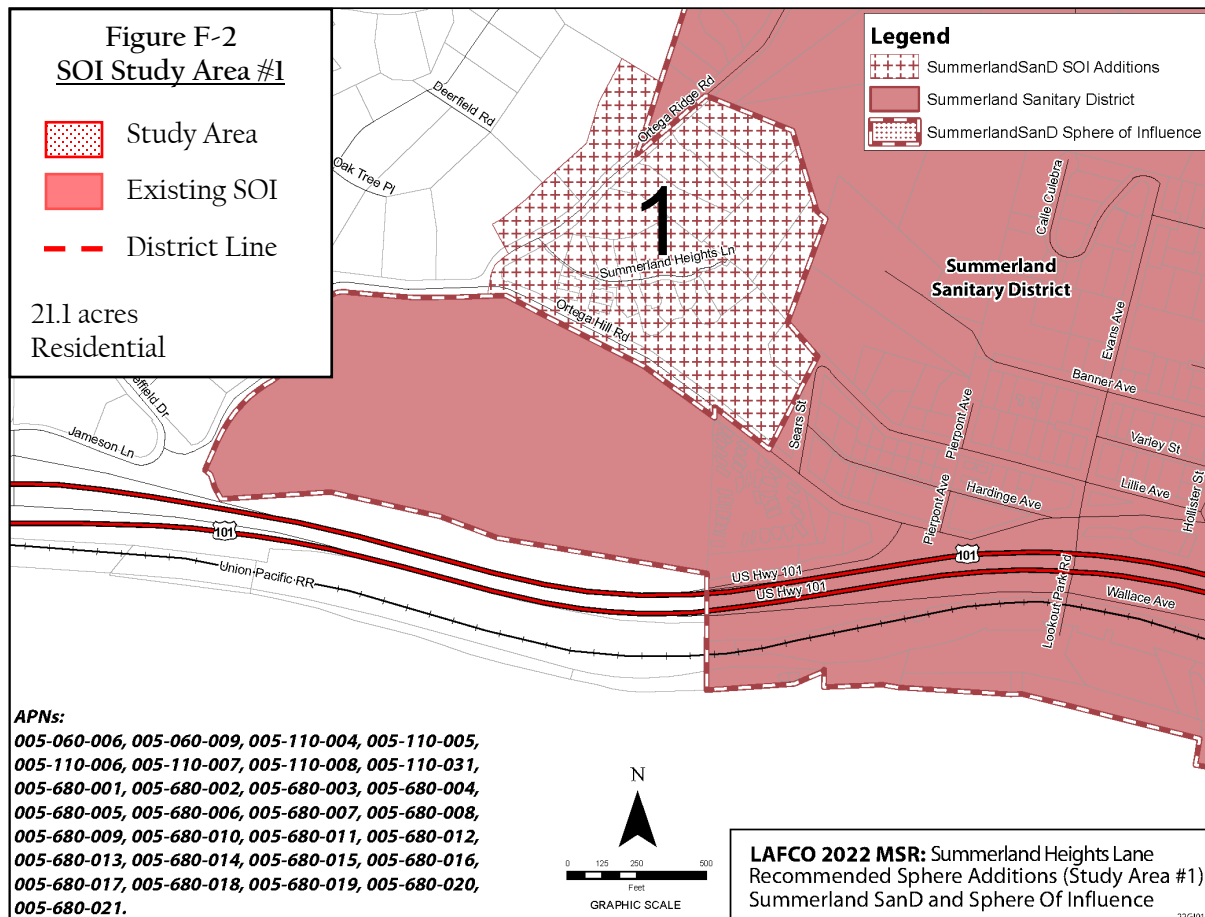 Figure F-2
SOI Study Area #1
Study Area
Existing SOI
District Line
21.1 acres
Residential
Legend
SummerlandSanD SOI Additions
Summerland Sanitary District
SummerlandSanD Sphere of Influence
Deerfield Rd
Oak Tree Pl
Ortega Ridge Rd
1
Summerland Heights Ln
Ortega Hill Rd
Calle Culebra
Summerland
Sanitary District
Evans Ave
Banner Ave
Sears St
Pierpont Ave
Varley St
Lillie Ave
Hollister St
Hardinge Ave
Pierpont Ave
effield Dr
Jameson Ln
101
Union Pacific RR
101
US Hwy 101
US Hwy 101
Lookout Park Rd
Wallace Ave
APNs:
005-060-006, 005-060-009, 005-110-004, 005-110-005,
005-110-006, 005-110-007, 005-110-008, 005-110-031,
005-680-001, 005-680-002, 005-680-003, 005-680-004,
005-680-005, 005-680-006, 005-680-007, 005-680-008,
005-680-009, 005-680-010, 005-680-011, 005-680-012,
005-680-013, 005-680-014, 005-680-015, 005-680-016,
005-680-017, 005-680-018, 005-680-019, 005-680-020,
005-680-021.
N
0 125 250 500
Feet
GRAPHIC SCALE
LAFCO 2022 MSR: Summerland Heights Lane
Recommended Sphere Additions (Study Area #1)
Summerland SanD and Sphere Of Influence